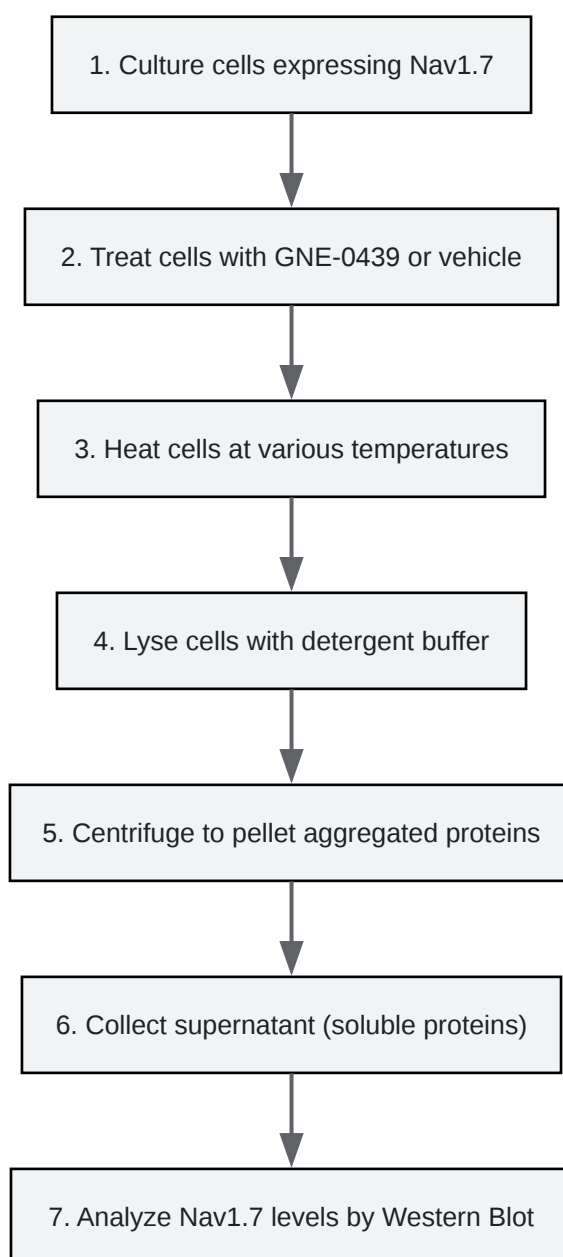 1. Culture cells expressing Nav1.7
2. Treat cells with GNE-0439 or vehicle
3. Heat cells at various temperatures
4. Lyse cells with detergent buffer
5. Centrifuge to pellet aggregated proteins
6. Collect supernatant (soluble proteins)
7. Analyze Nav1.7 levels by Western Blot